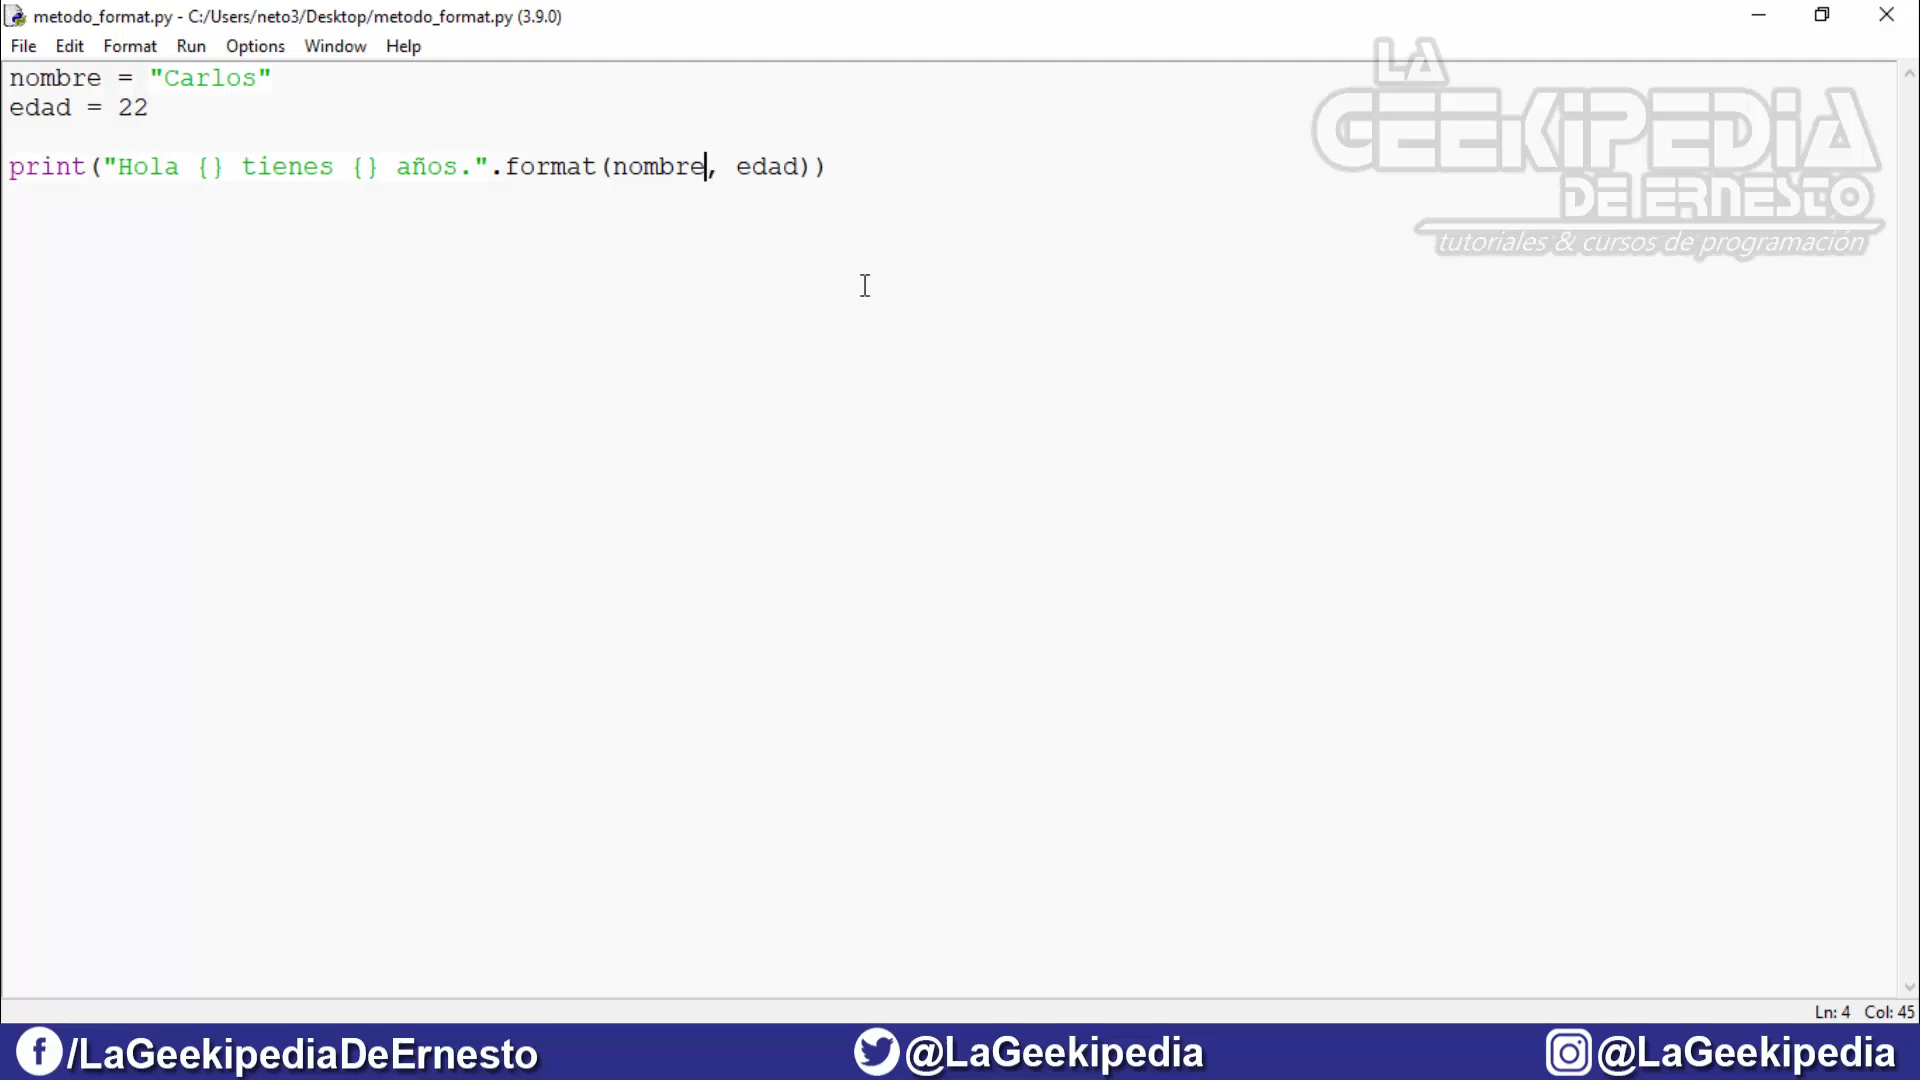 metodo_format.py - C:/Users/neto3/Desktop/metodo_format.py (3.9.0)
File Edit Format Run Options Window Help
nombre = "Carlos"
edad = 22
print("Hola {} tienes {} años.".format(nombre, edad))
LA
GEEKIPEDIA
DE ERNESTO
tutoriales & cursos de programación
Ln: 4 Col: 45
/LaGeekipediaDeErnesto @LaGeekipedia @LaGeekipedia